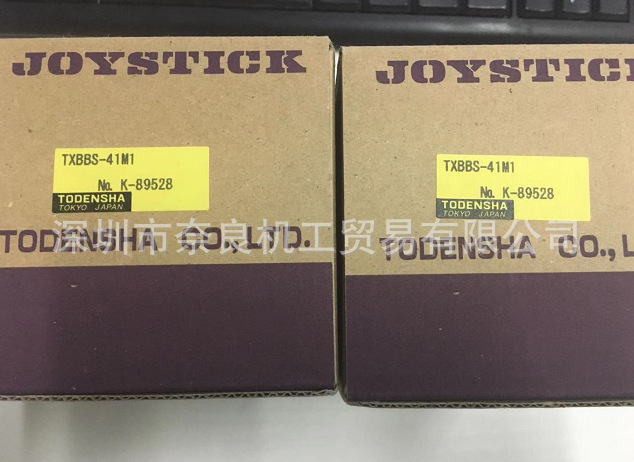 JOYSTICK
TXBBS-41M1
No. K-89528
TODENSHA
TOKYO JAPAN
TODENSHA CO.,LTD.
JOYSTICK
TXBBS-41M1
No. K-89528
TODENSHA
TOKYO JAPAN
TODENSHA CO.,L
深圳市奈良机工贸易有限公司